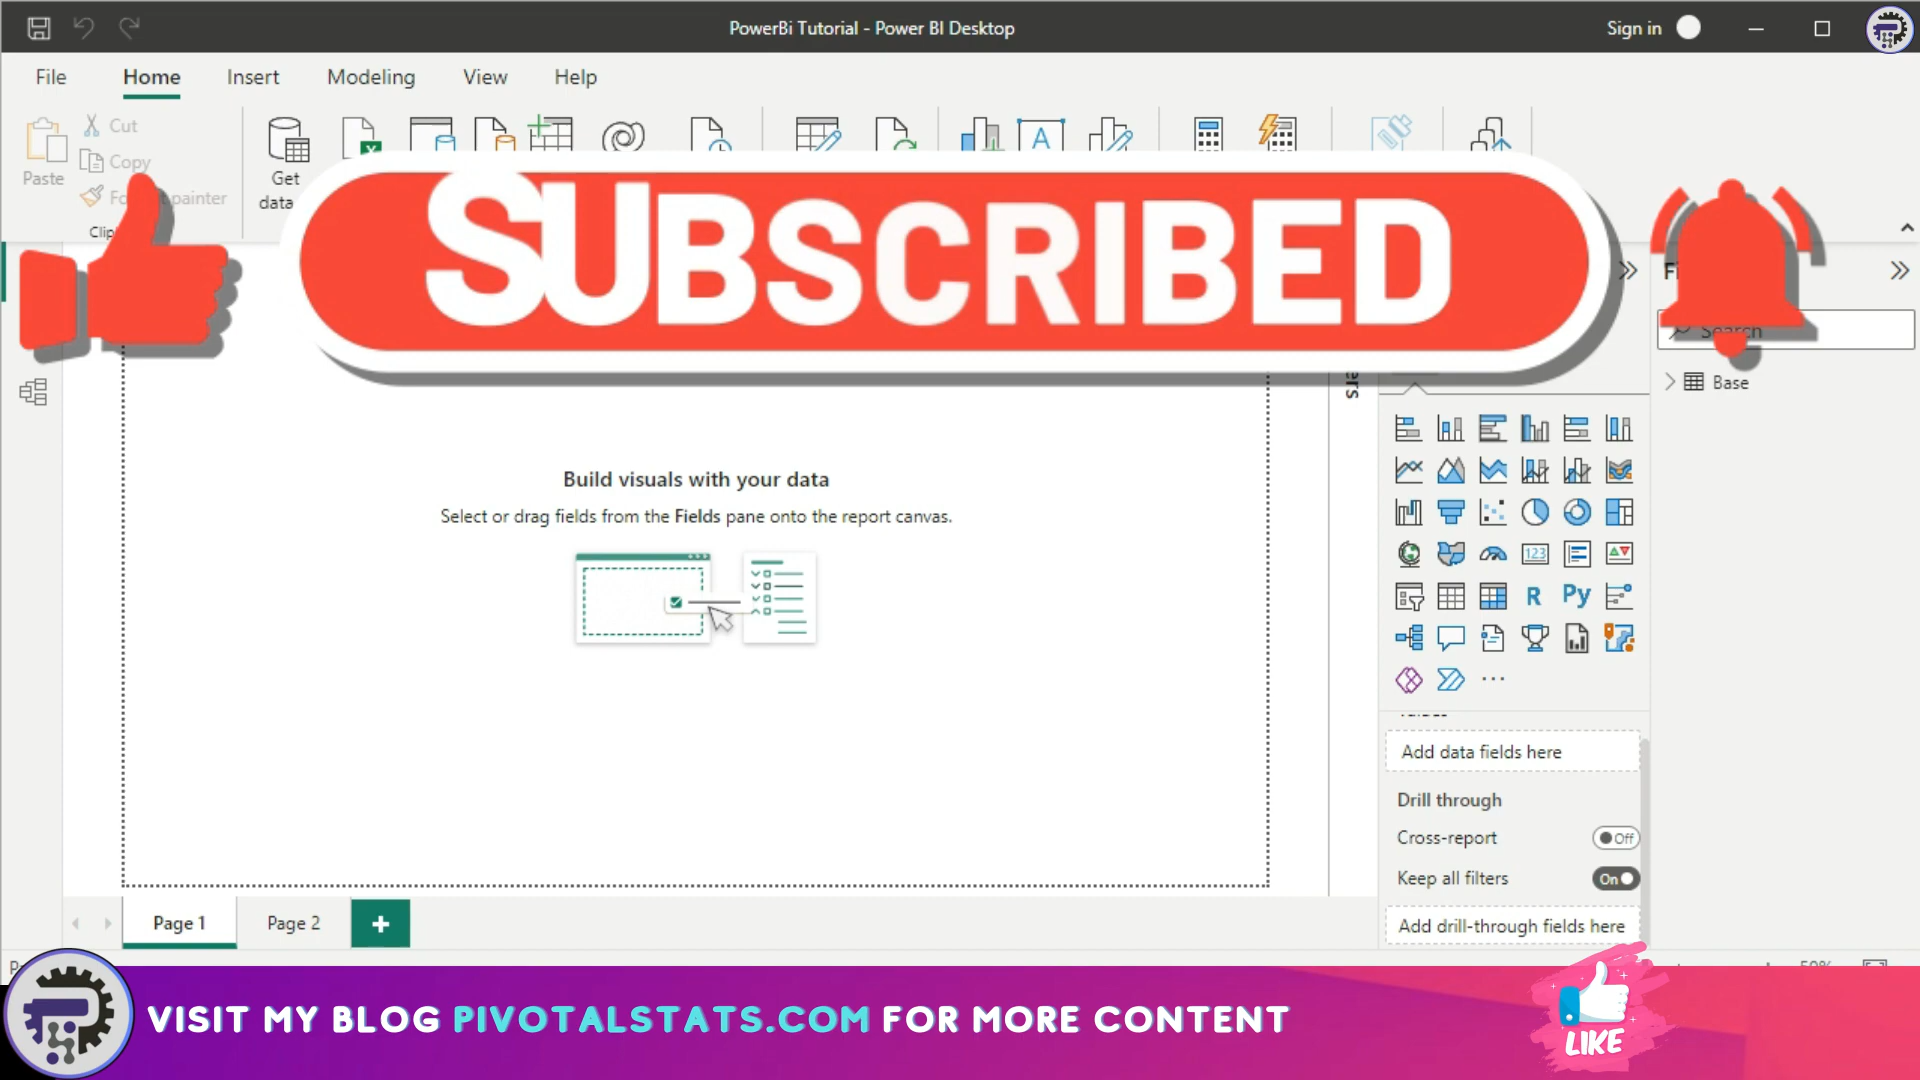 PowerBi Tutorial - Power BI Desktop
Sign in
File
Home
Insert
Modeling
View
Help
Paste
Cut
Copy
painter
Get
data
SUBSCRIBED
Search
Base
Build visuals with your data
Select or drag fields from the Fields pane onto the report canvas.
123
R
Py
Add data fields here
Drill through
Cross-report
Off
Keep all filters
On
Add drill-through fields here
Page 1
Page 2
VISIT MY BLOG PIVOTALSTATS.COM FOR MORE CONTENT
LIKE